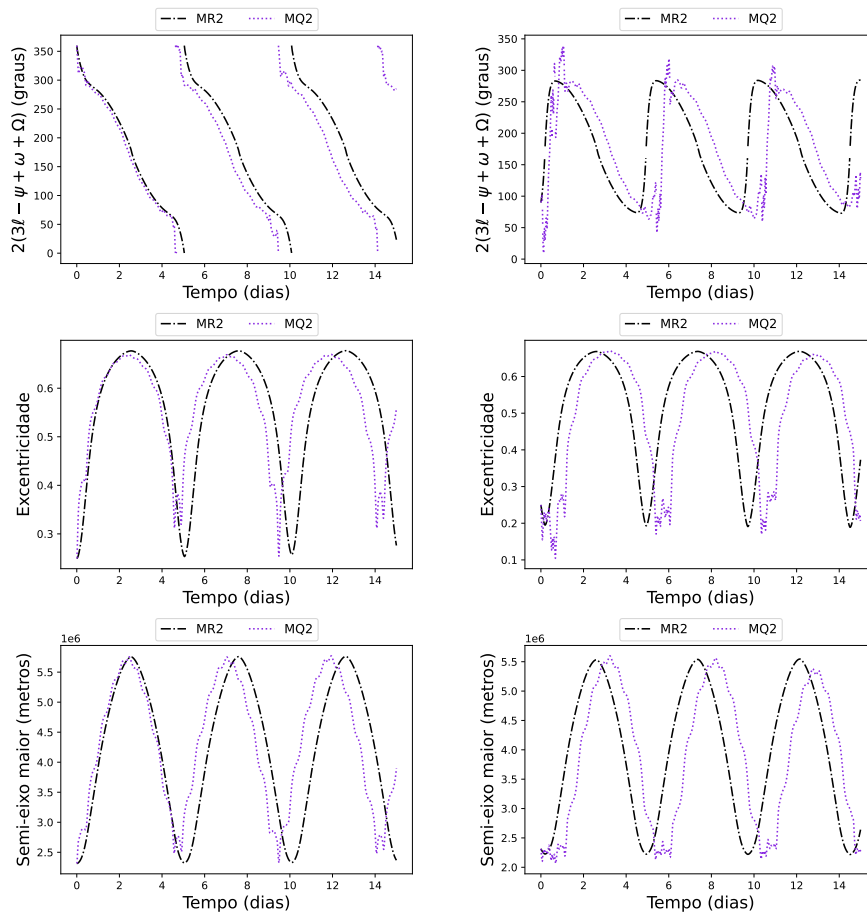 MR2 MQ2
2(3ℓ − ψ + ω + Ω) (graus)
350
300
250
200
150
100
50
0
0 2 4 6 8 10 12 14
Tempo (dias)
MR2 MQ2
2(3ℓ − ψ + ω + Ω) (graus)
350
300
250
200
150
100
50
0
0 2 4 6 8 10 12 14
Tempo (dias)
MR2 MQ2
Excentricidade
0.6
0.5
0.4
0.3
0 2 4 6 8 10 12 14
Tempo (dias)
MR2 MQ2
Excentricidade
0.6
0.5
0.4
0.3
0.2
0.1
0 2 4 6 8 10 12 14
Tempo (dias)
MR2 MQ2
1e6
Semi-eixo maior (metros)
5.5
5.0
4.5
4.0
3.5
3.0
2.5
0 2 4 6 8 10 12 14
Tempo (dias)
MR2 MQ2
1e6
Semi-eixo maior (metros)
5.5
5.0
4.5
4.0
3.5
3.0
2.5
2.0
0 2 4 6 8 10 12 14
Tempo (dias)